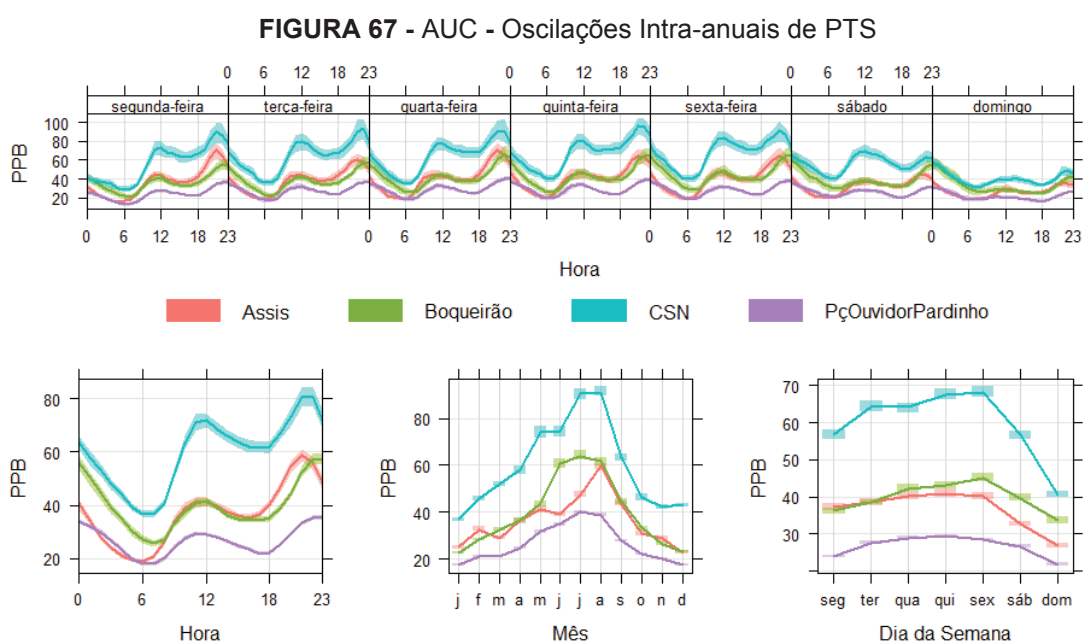 FIGURA 67 - AUC - Oscilações Intra-anuais de PTS
0 6 12 18 23 0 6 12 18 23 0 6 12 18 23
segunda-feira terça-feira quarta-feira quinta-feira sexta-feira sábado domingo
100
80
60
40
20
PPB
0 6 12 18 23 0 6 12 18 23 0 6 12 18 23 0 6 12 18 23
Hora
Assis Boqueirão CSN PçOuvidorPardinho
80
60
40
20
PPB
0 6 12 18 23
Hora
80
60
40
20
PPB
j f m a m j j a s o n d
Mês
70
60
50
40
30
PPB
seg ter qua qui sex sáb dom
Dia da Semana